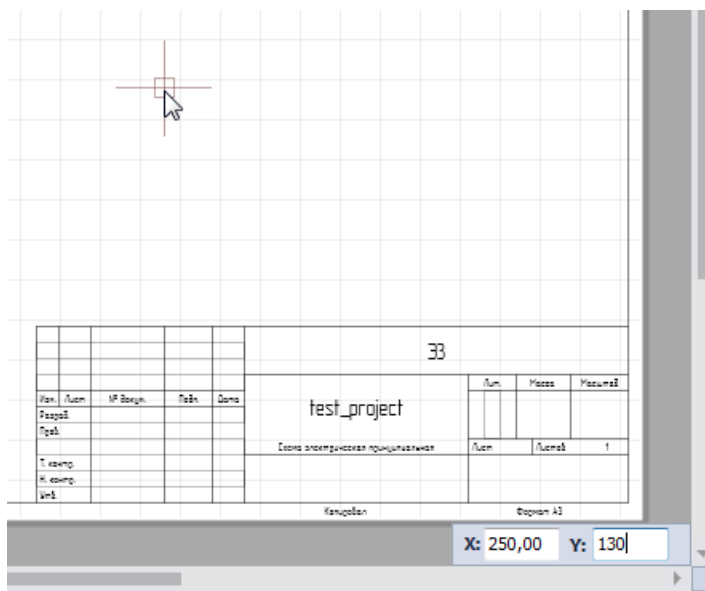 Э3
Лит. Масса Масштаб
Изм. Лист № докум. Подп. Дата
test_project
Разраб.
Пров.
Схема электрическая принципиальная
Лист Листов 1
Т. контр.
Н. контр.
Утв.
Копировал Формат А3
X: 250,00 Y: 130